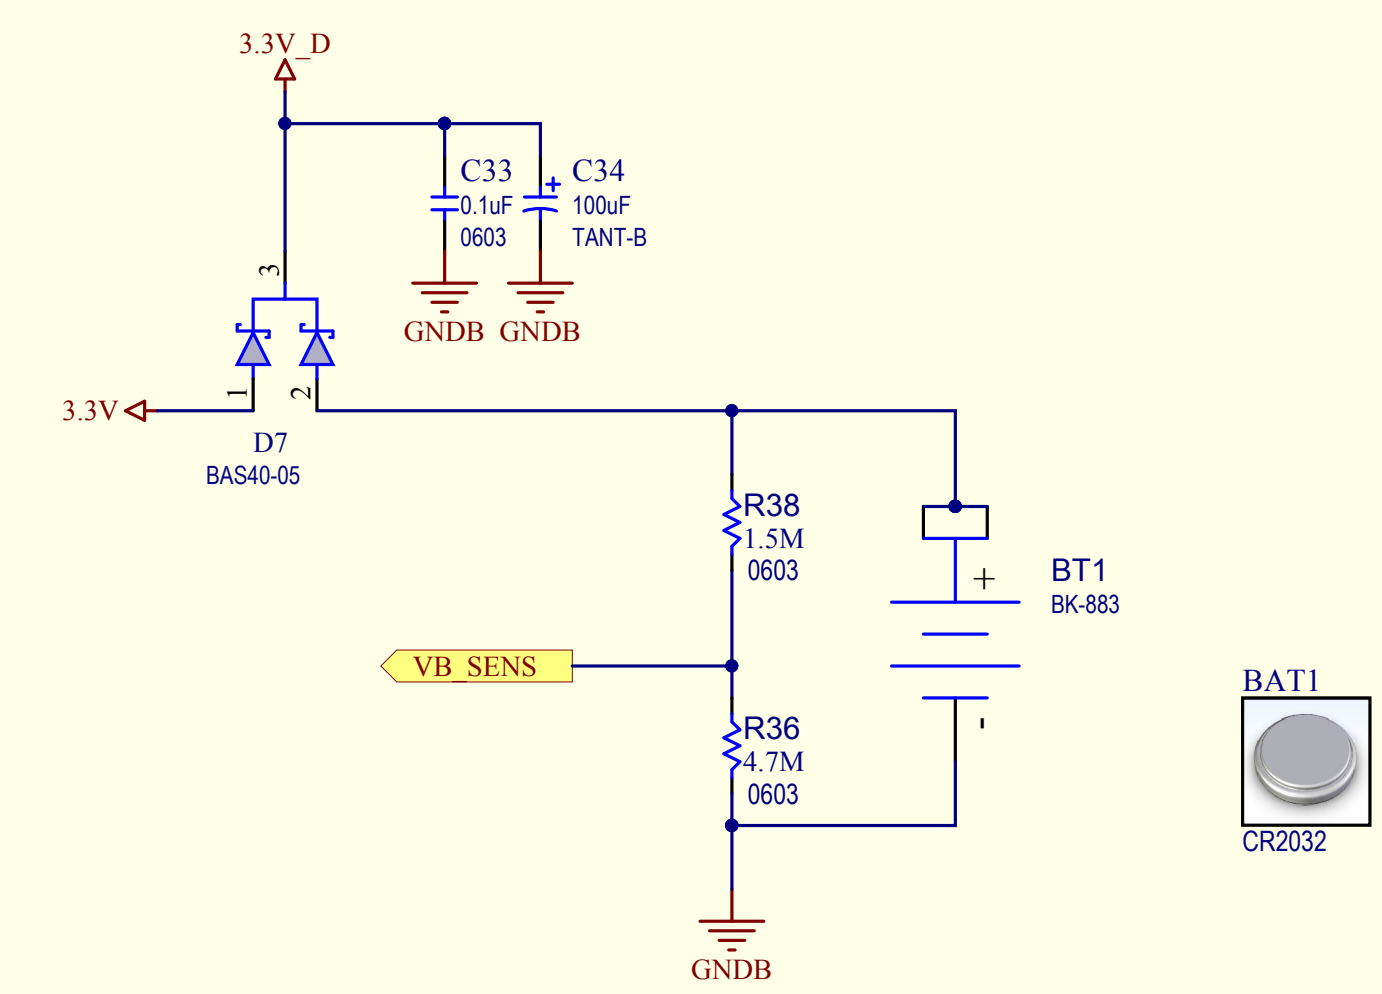 3.3V_D
C33
0.1uF
0603
C34
+
100uF
TANT-B
GNDB
GNDB
3
1
2
3.3V
D7
BAS40-05
R38
1.5M
0603
VB_SENS
R36
4.7M
0603
GNDB
+
-
BT1
BK-883
BAT1
CR2032